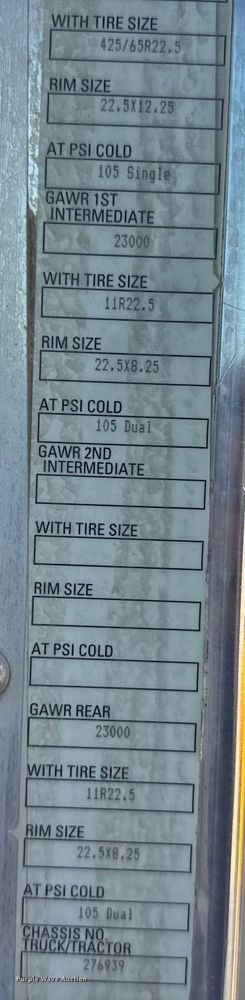 WITH TIRE SIZE
425/65R22.5
RIM SIZE
22.5X12.25
AT PSI COLD
105 Single
GAWR 1ST
INTERMEDIATE
23000
WITH TIRE SIZE
11R22.5
RIM SIZE
22.5X8.25
AT PSI COLD
105 Dual
GAWR 2ND
INTERMEDIATE
WITH TIRE SIZE
RIM SIZE
AT PSI COLD
GAWR REAR
23000
WITH TIRE SIZE
11R22.5
RIM SIZE
22.5X8.25
AT PSI COLD
105 Dual
CHASSIS NO.
TRUCK/TRACTOR
276939
Purple Wave Auction